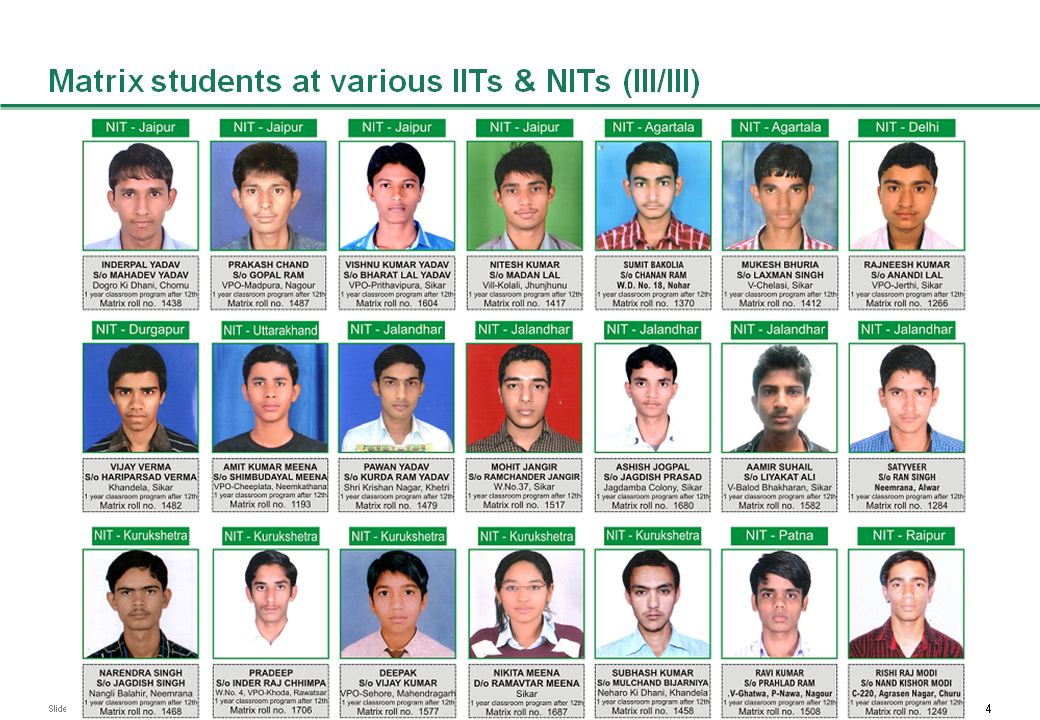 Matrix students at various IITs & NITs (III/III)
NIT - Jaipur
NIT - Jaipur
NIT - Jaipur
NIT - Jaipur
NIT - Agartala
NIT - Agartala
NIT - Delhi
INDERPAL YADAV
S/o MAHADEV YADAV
Dogro Ki Dhani, Chomu
1 year classroom program after 12th
Matrix roll no. 1438
PRAKASH CHAND
S/o GOPAL RAM
VPO-Madpura, Nagour
1 year classroom program after 12th
Matrix roll no. 1487
VISHNU KUMAR YADAV
S/o BHARAT LAL YADAV
VPO-Prithavipura, Sikar
1 year classroom program after 12th
Matrix roll no. 1604
NITESH KUMAR
S/o MADAN LAL
Vill-Kolali, Jhunjhunu
1 year classroom program after 12th
Matrix roll no. 1417
SUMIT BAKOLIA
S/o CHANAN RAM
W.D. No. 18, Nohar
1 year classroom program after 12th
Matrix roll no. 1370
MUKESH BHURIA
S/o LAXMAN SINGH
V-Chelasi, Sikar
1 year classroom program after 12th
Matrix roll no. 1412
RAJNEESH KUMAR
S/o ANANDI LAL
VPO-Jerthi, Sikar
1 year classroom program after 12th
Matrix roll no. 1266
NIT - Durgapur
NIT - Uttarakhand
NIT - Jalandhar
NIT - Jalandhar
NIT - Jalandhar
NIT - Jalandhar
NIT - Jalandhar
VIJAY VERMA
S/o HARIPARSAD VERMA
Khandela, Sikar
1 year classroom program after 12th
Matrix roll no. 1482
AMIT KUMAR MEENA
S/o SHIMBUDAYAL MEENA
VPO-Cheeplata, Neemkathana
1 year classroom program after 12th
Matrix roll no. 1193
PAWAN YADAV
S/o KURDA RAM YADAV
Shri Krishan Nagar, Khetri
1 year classroom program after 12th
Matrix roll no. 1479
MOHIT JANGIR
S/o RAMCHANDER JANGIR
W.No.37, Sikar
1 year classroom program after 12th
Matrix roll no. 1517
ASHISH JOGPAL
S/o JAGDISH PRASAD
Jagdamba Colony, Sikar
1 year classroom program after 12th
Matrix roll no. 1680
AAMIR SUHAIL
S/o LIYAKAT ALI
V-Balod Bhakharan, Sikar
1 year classroom program after 12th
Matrix roll no. 1582
SATYVEER
S/o RAN SINGH
Neemrana, Alwar
1 year classroom program after 12th
Matrix roll no. 1284
NIT - Kurukshetra
NIT - Kurukshetra
NIT - Kurukshetra
NIT - Kurukshetra
NIT - Kurukshetra
NIT - Patna
NIT - Raipur
NARENDRA SINGH
S/o JAGDISH SINGH
Nangli Balahir, Neemrana
1 year classroom program after 12th
Matrix roll no. 1468
PRADEEP
S/o INDER RAJ CHHIMPA
W.No. 4, VPO-Khoda, Rawatsar
1 year classroom program after 12th
Matrix roll no. 1706
DEEPAK
S/o VIJAY KUMAR
VPO-Sehore, Mahendragarh
1 year classroom program after 12th
Matrix roll no. 1577
NIKITA MEENA
D/o RAMAVTAR MEENA
Sikar
1 year classroom program after 12th
Matrix roll no. 1687
SUBHASH KUMAR
S/o MULCHAND BIJARNIYA
Neharo Ki Dhani, Khandela
1 year classroom program after 12th
Matrix roll no. 1458
RAVI KUMAR
S/o PRAHLAD RAM
.V-Ghatwa, P-Nawa, Nagour
1 year classroom program after 12th
Matrix roll no. 1508
RISHI RAJ MODI
S/o NAND KISHOR MODI
C-220, Agrasen Nagar, Churu
1 year classroom program after 12th
Matrix roll no. 1249
Slide
4